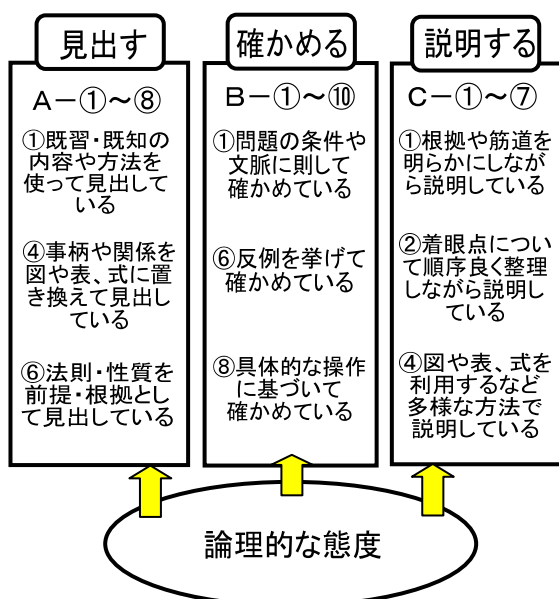 見出す
A-①～⑧
①既習・既知の
内容や方法を
使って見出して
いる
④事柄や関係を
図や表、式に置
き換えて見出し
ている
⑥法則・性質を
前提・根拠とし
て見出している
確かめる
B-①～⑩
①問題の条件や
文脈に則して
確かめている
⑥反例を挙げて
確かめている
⑧具体的な操作
に基づいて
確かめている
説明する
C-①～⑦
①根拠や筋道を
明らかにしなが
ら説明している
②着眼点につい
て順序良く整理
しながら説明し
ている
④図や表、式を
利用するなど
多様な方法で
説明している
論理的な態度